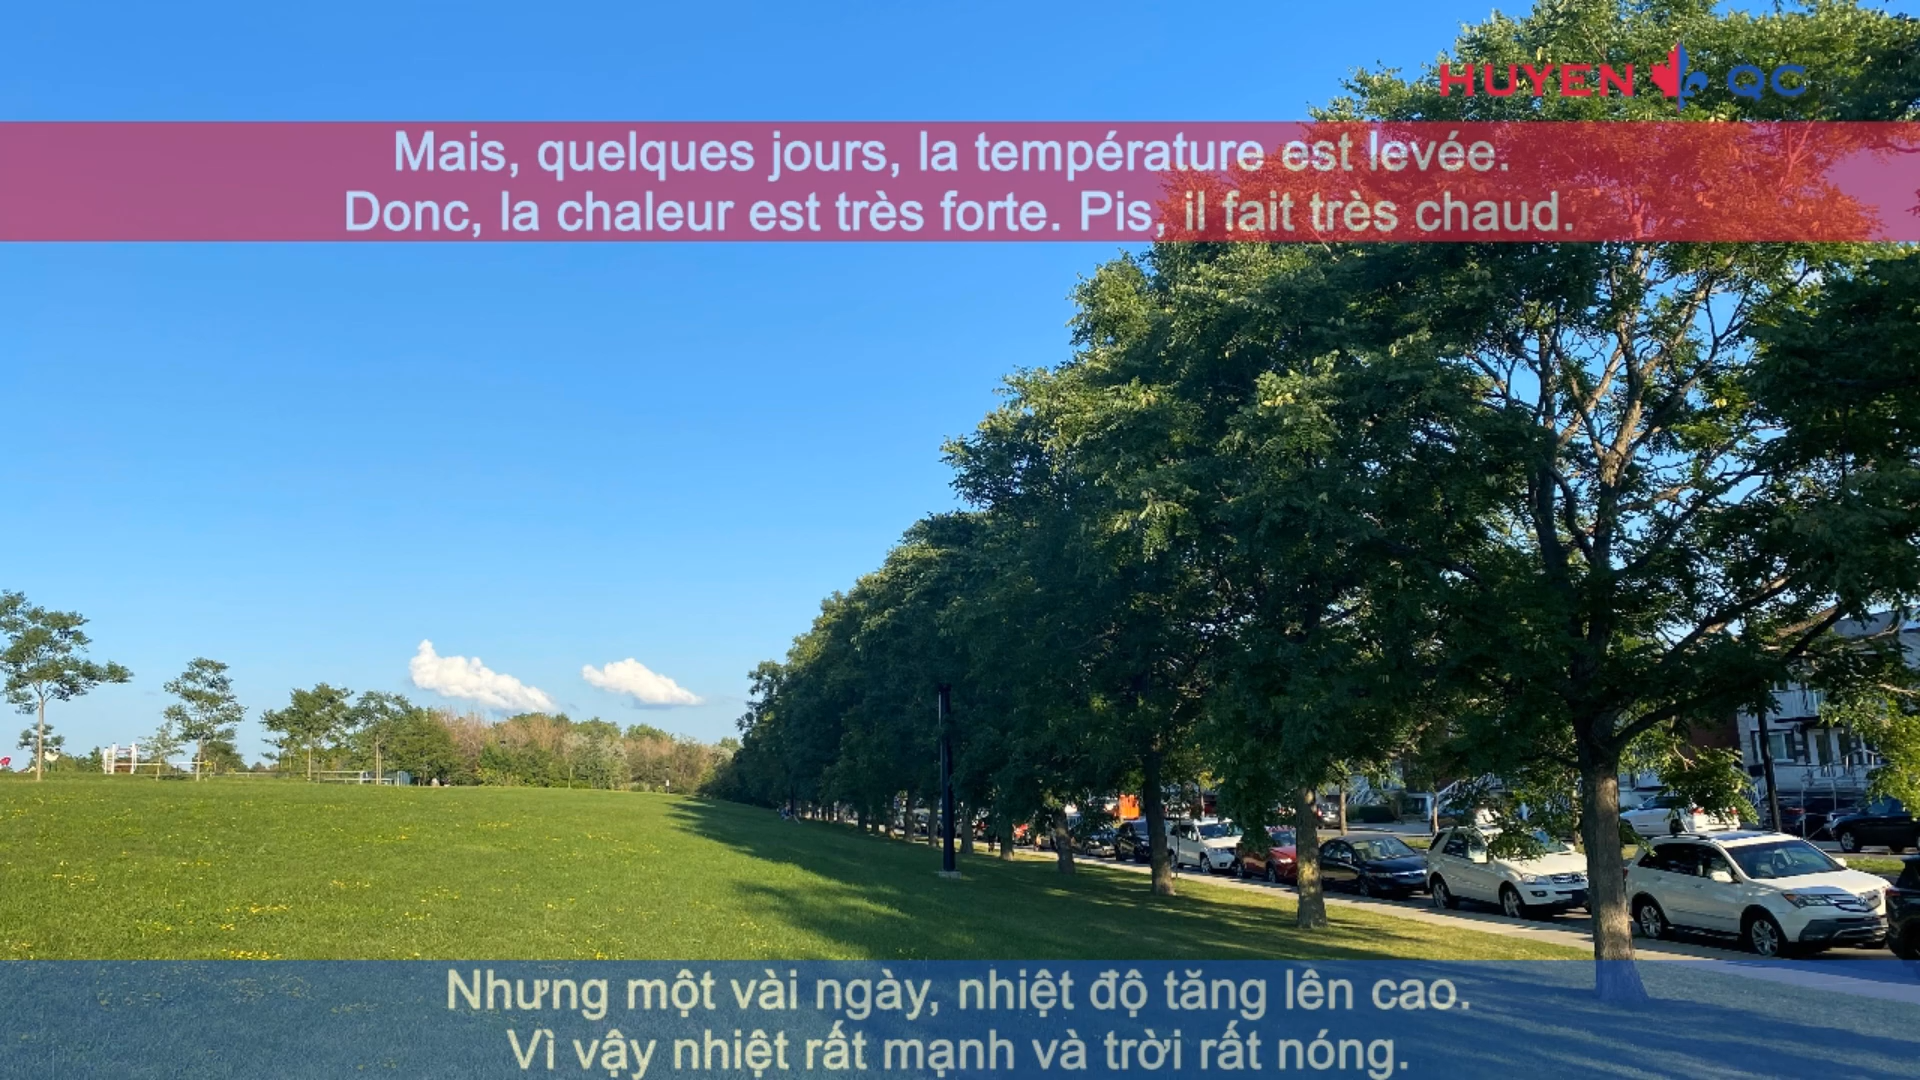 HUYEN QC
Mais, quelques jours, la température est levée.
Donc, la chaleur est très forte. Pis, il fait très chaud.
Nhưng một vài ngày, nhiệt độ tăng lên cao.
Vì vậy nhiệt rất mạnh và trời rất nóng.